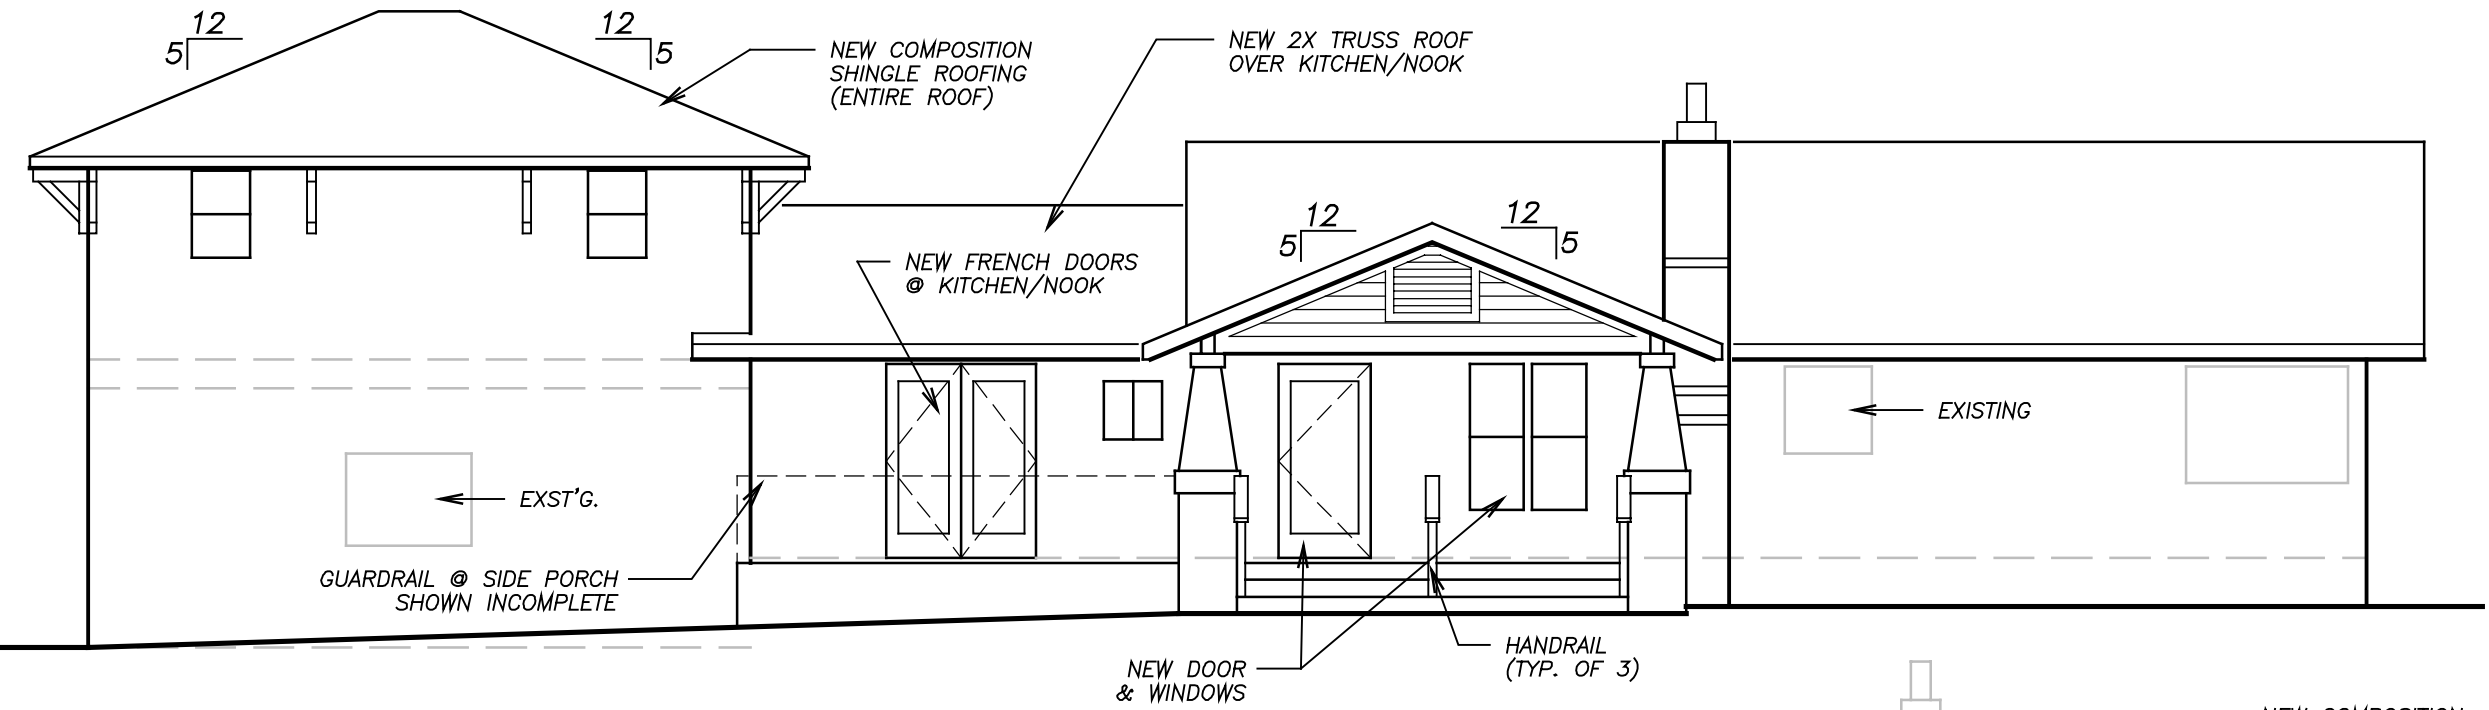 12
5
12
5
NEW COMPOSITION
SHINGLE ROOFING
(ENTIRE ROOF)
NEW 2X TRUSS ROOF
OVER KITCHEN/NOOK
12
5
12
5
NEW FRENCH DOORS
@ KITCHEN/NOOK
EXISTING
EXST'G.
GUARDRAIL @ SIDE PORCH
SHOWN INCOMPLETE
HANDRAIL
(TYP. OF 3)
NEW DOOR
& WINDOWS